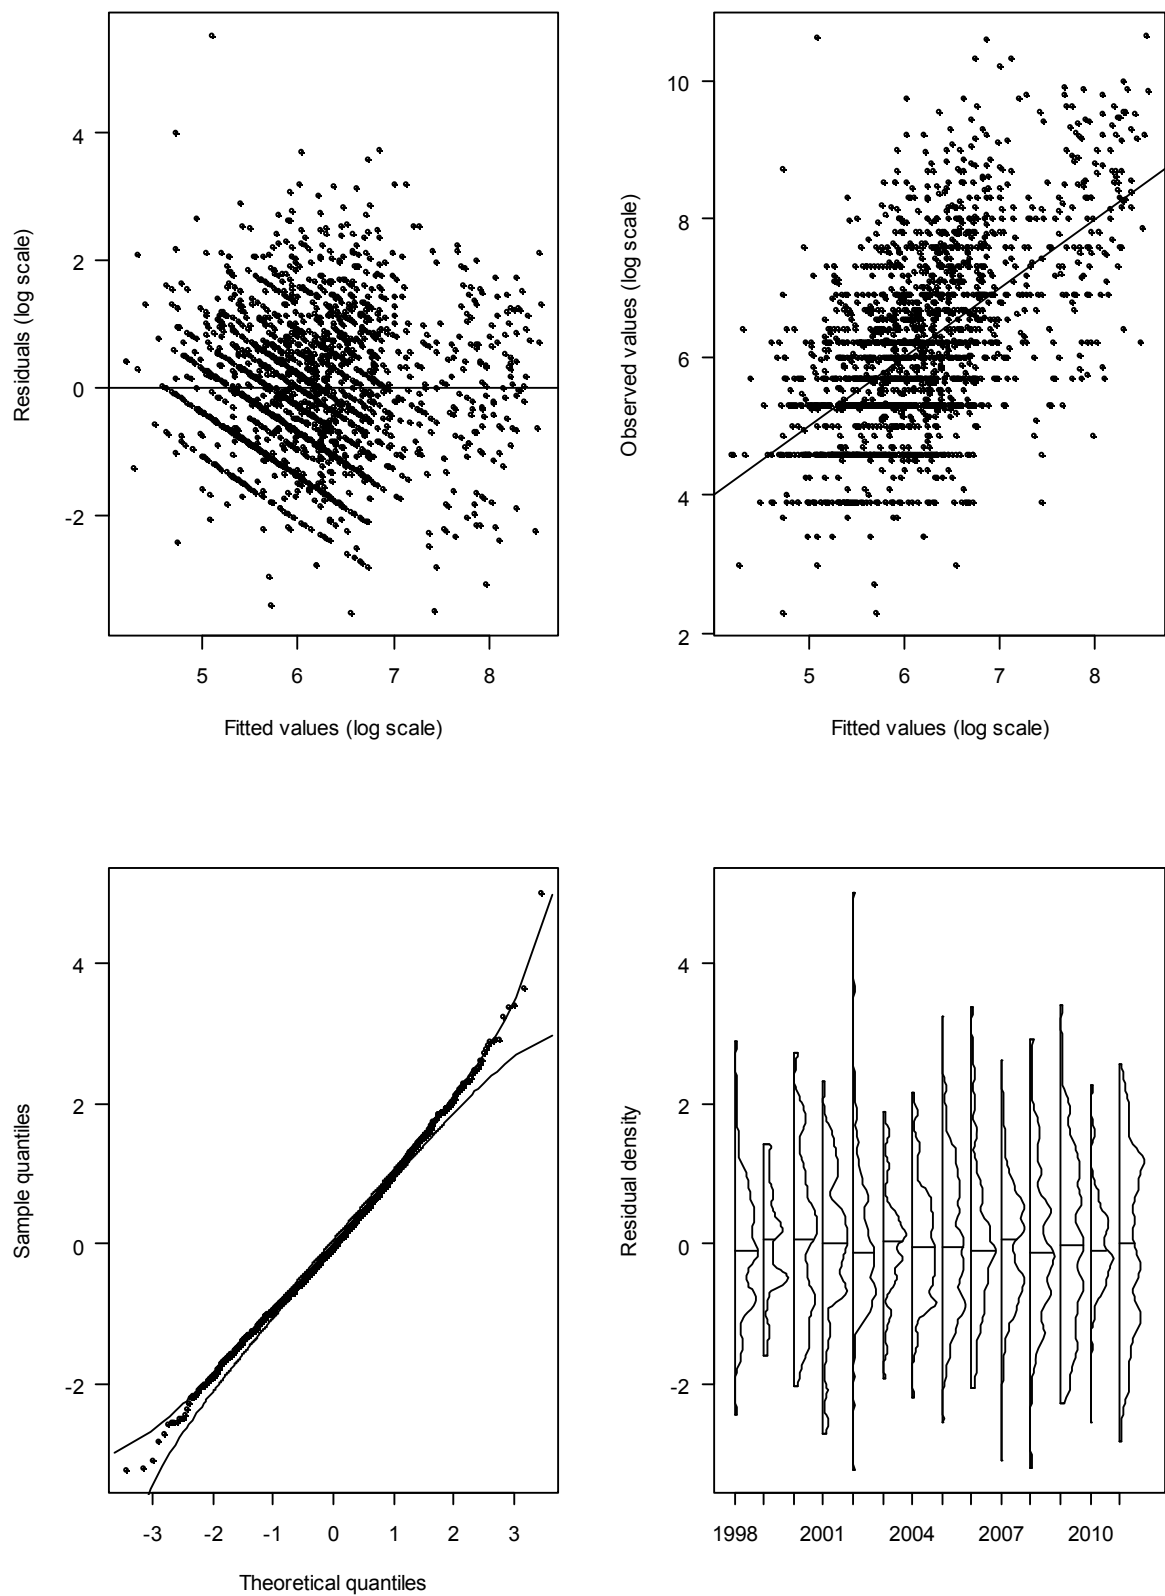 4
2
0
-2
Residuals (log scale)
5 6 7 8
Fitted values (log scale)
10
8
6
4
2
Observed values (log scale)
5 6 7 8
Fitted values (log scale)
4
2
0
-2
Sample quantiles
-3 -2 -1 0 1 2 3
Theoretical quantiles
4
2
0
-2
Residual density
1998 2001 2004 2007 2010